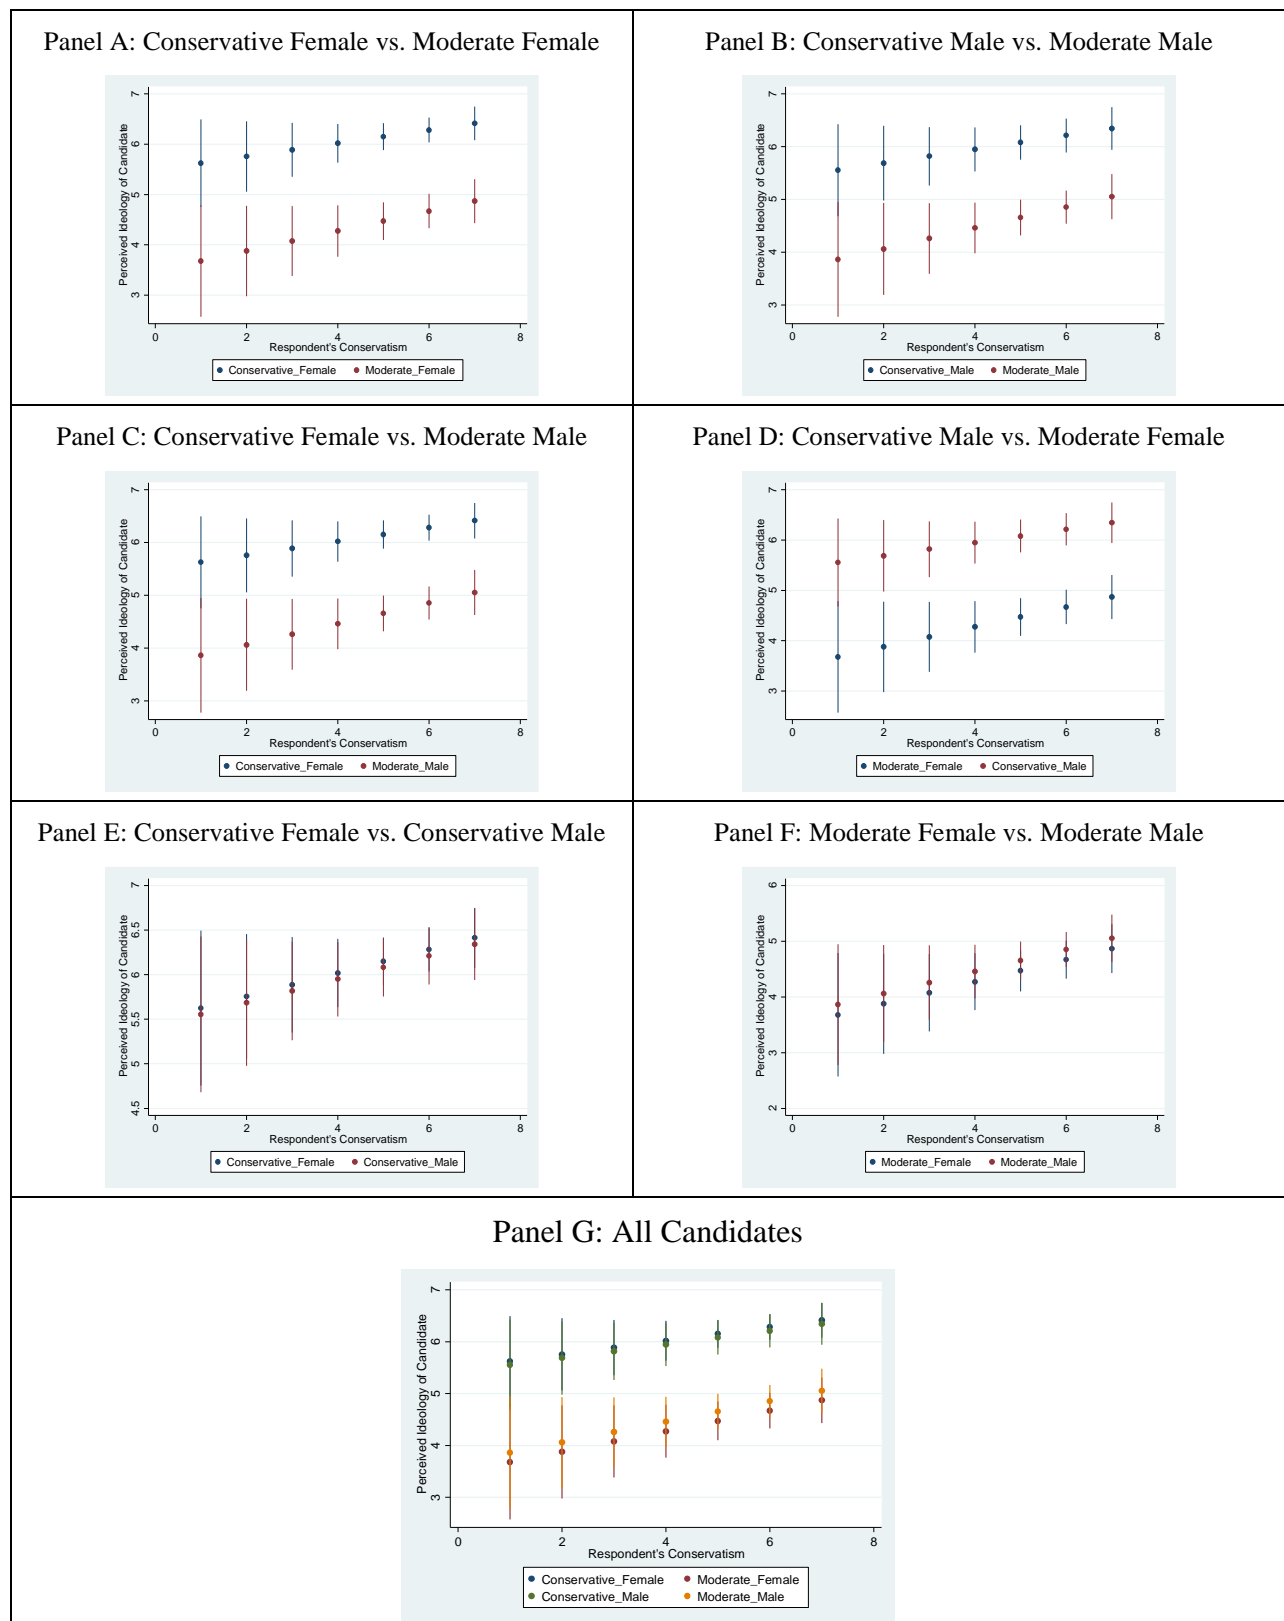 Panel A: Conservative Female vs. Moderate Female
Perceived Ideology of Candidate
7
6
5
4
3
0 2 4 6 8
Respondent's Conservatism
Conservative_Female Moderate_Female
Panel B: Conservative Male vs. Moderate Male
Perceived Ideology of Candidate
7
6
5
4
3
0 2 4 6 8
Respondent's Conservatism
Conservative_Male Moderate_Male
Panel C: Conservative Female vs. Moderate Male
Perceived Ideology of Candidate
7
6
5
4
3
0 2 4 6 8
Respondent's Conservatism
Conservative_Female Moderate_Male
Panel D: Conservative Male vs. Moderate Female
Perceived Ideology of Candidate
7
6
5
4
3
0 2 4 6 8
Respondent's Conservatism
Moderate_Female Conservative_Male
Panel E: Conservative Female vs. Conservative Male
Perceived Ideology of Candidate
7
6.5
6
5.5
5
4.5
0 2 4 6 8
Respondent's Conservatism
Conservative_Female Conservative_Male
Panel F: Moderate Female vs. Moderate Male
Perceived Ideology of Candidate
6
5
4
3
2
0 2 4 6 8
Respondent's Conservatism
Moderate_Female Moderate_Male
Panel G: All Candidates
Perceived Ideology of Candidate
7
6
5
4
3
0 2 4 6 8
Respondent's Conservatism
Conservative_Female Moderate_Female
Conservative_Male Moderate_Male